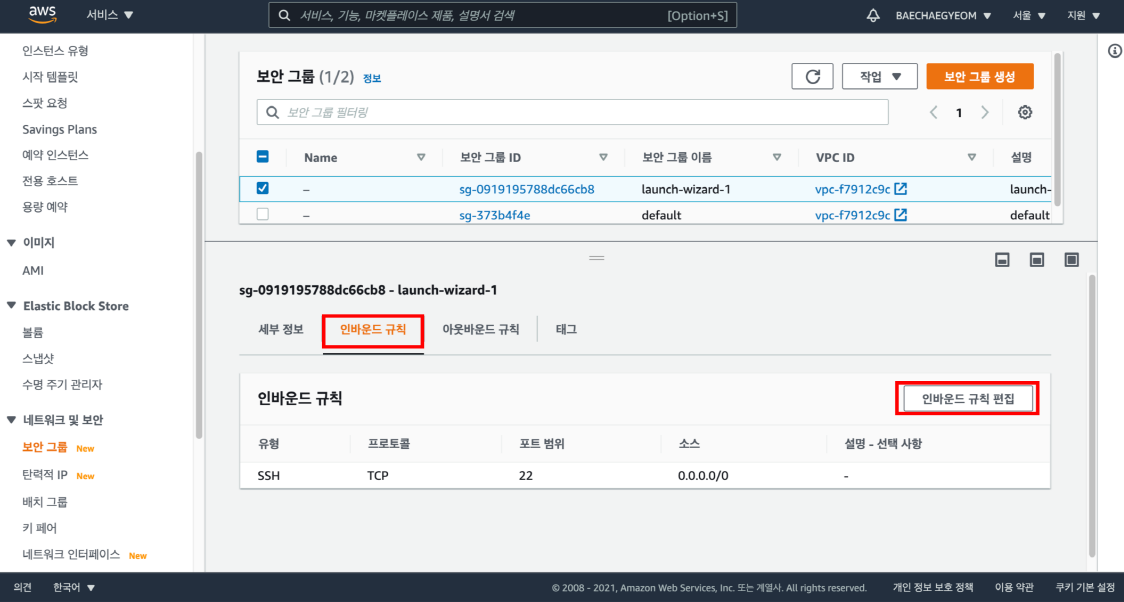 aws 서비스 ▼ 서비스, 기능, 마켓플레이스 제품, 설명서 검색 [Option+S] BAECHAEGYEOM ▼ 서울 ▼ 지원 ▼
인스턴스 유형
시작 템플릿
스팟 요청
Savings Plans
예약 인스턴스
전용 호스트
용량 예약
▼ 이미지
AMI
▼ Elastic Block Store
볼륨
스냅샷
수명 주기 관리자
▼ 네트워크 및 보안
보안 그룹 New
탄력적 IP New
배치 그룹
키 페어
네트워크 인터페이스 New
보안 그룹 (1/2) 정보 작업 ▼ 보안 그룹 생성
보안 그룹 필터링 1
Name 보안 그룹 ID 보안 그룹 이름 VPC ID 설명
– sg-0919195788dc66cb8 launch-wizard-1 vpc-f7912c9c launch-
– sg-373b4f4e default vpc-f7912c9c default
sg-0919195788dc66cb8 - launch-wizard-1
세부 정보 인바운드 규칙 아웃바운드 규칙 태그
인바운드 규칙 인바운드 규칙 편집
유형 프로토콜 포트 범위 소스 설명 - 선택 사항
SSH TCP 22 0.0.0.0/0 -
의견 한국어 ▼ © 2008 - 2021, Amazon Web Services, Inc. 또는 계열사. All rights reserved. 개인 정보 보호 정책 이용 약관 쿠키 기본 설정